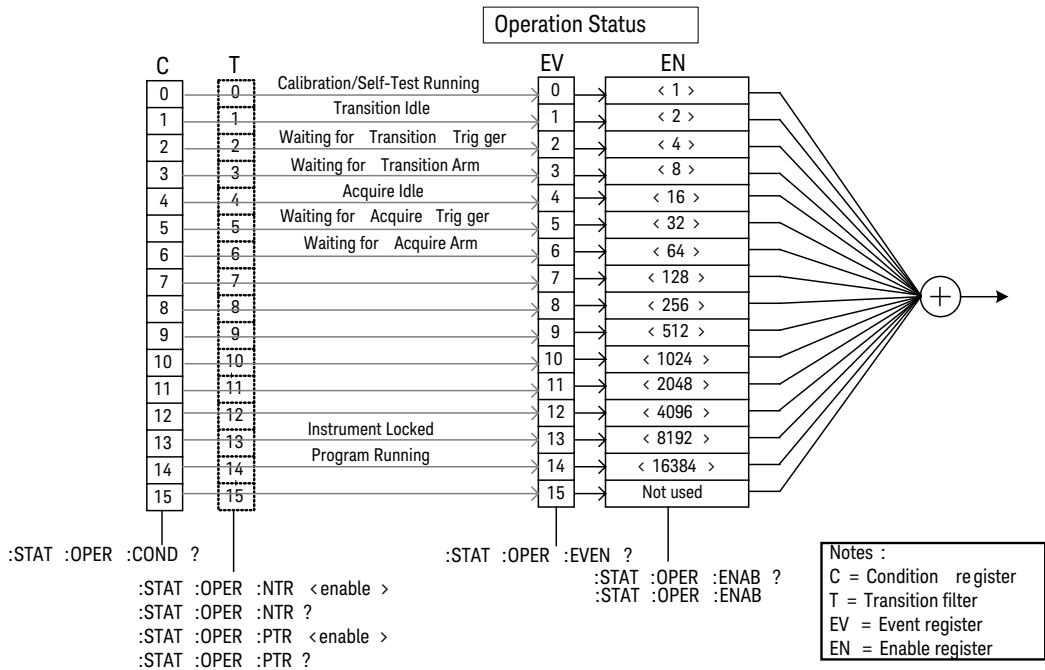 Operation Status
C T EV EN
0 0 Calibration/Self-Test Running 0 < 1 >
1 1 Transition Idle 1 < 2 >
2 2 Waiting for Transition Trig ger 2 < 4 >
3 3 Waiting for Transition Arm 3 < 8 >
4 4 Acquire Idle 4 < 16 >
5 5 Waiting for Acquire Trig ger 5 < 32 >
6 6 Waiting for Acquire Arm 6 < 64 >
7 7 7 < 128 >
8 8 8 < 256 >
9 9 9 < 512 >
10 10 10 < 1024 >
11 11 11 < 2048 >
12 12 12 < 4096 >
13 13 Instrument Locked 13 < 8192 >
14 14 Program Running 14 < 16384 >
15 15 15 Not used
+
:STAT :OPER :COND ?
:STAT :OPER :NTR < enable >
:STAT :OPER :NTR ?
:STAT :OPER :PTR < enable >
:STAT :OPER :PTR ?
:STAT :OPER :EVEN ?
:STAT :OPER :ENAB ?
:STAT :OPER :ENAB
Notes :
C = Condition re gister
T = Transition filter
EV = Event register
EN = Enable register